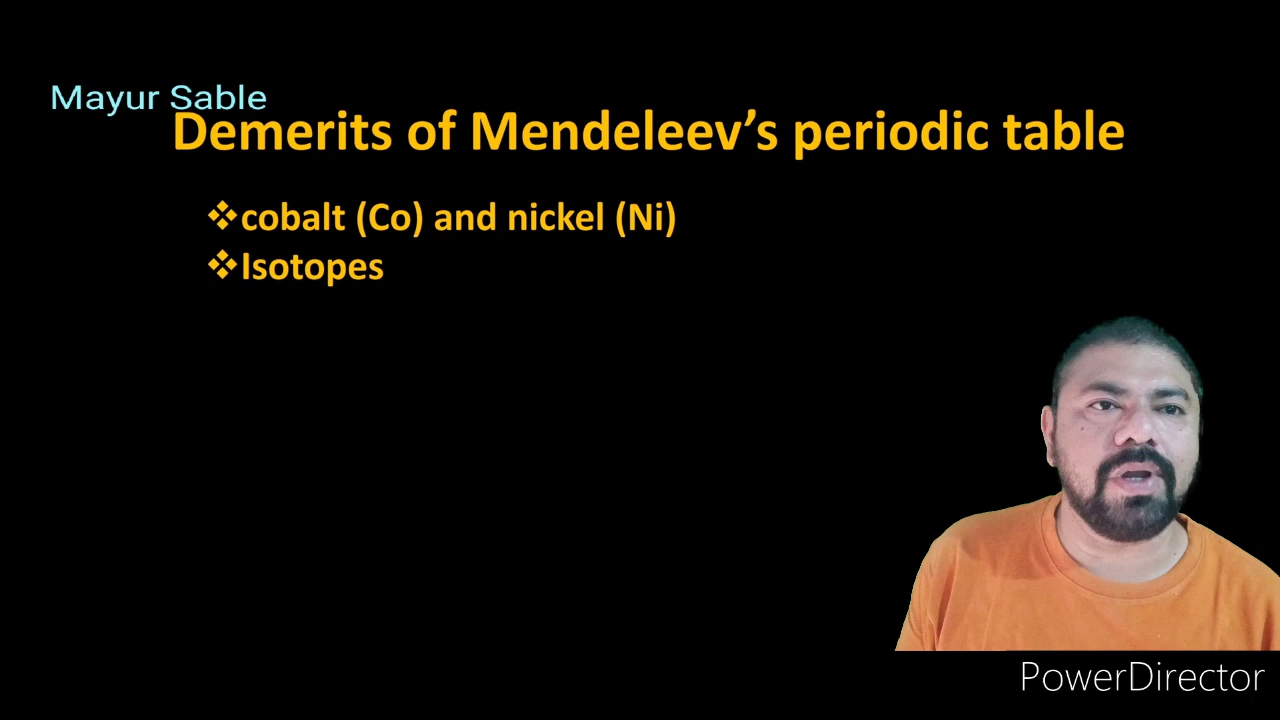 Mayur Sable
Demerits of Mendeleev’s periodic table
❖cobalt (Co) and nickel (Ni)
❖Isotopes
PowerDirector